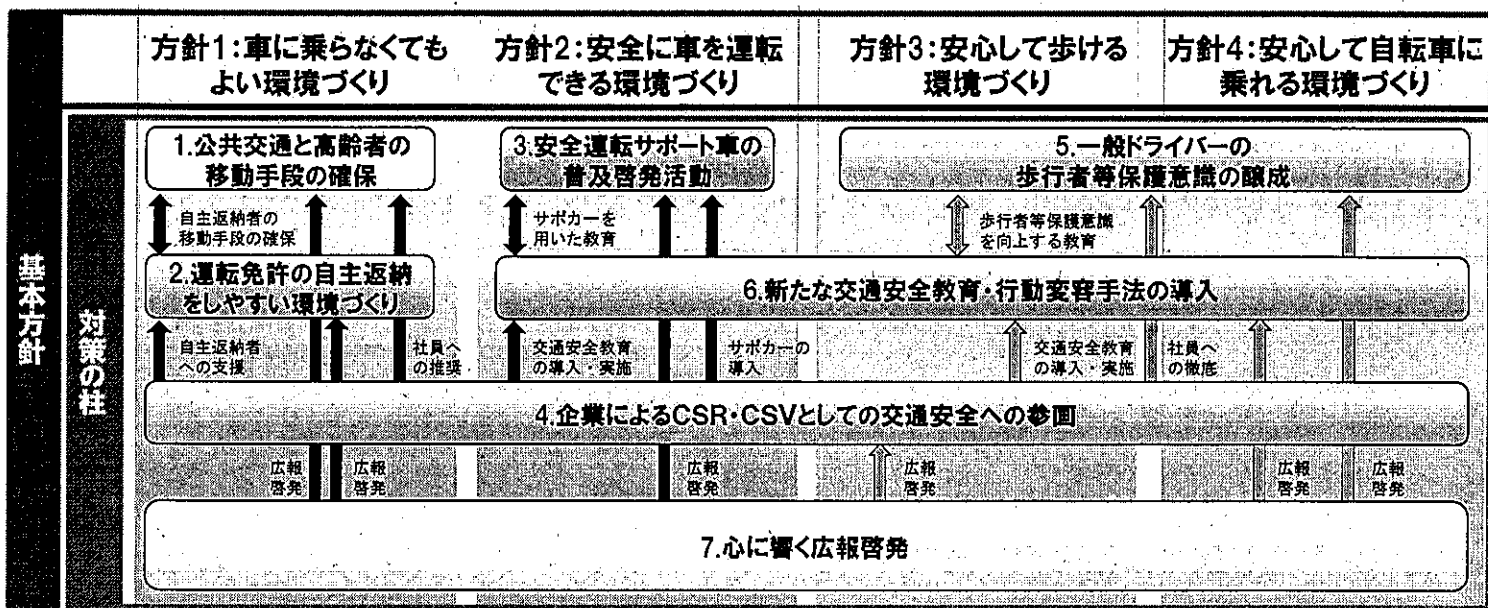 方針1:車に乗らなくても
よい環境づくり
方針2:安全に車を運転
できる環境づくり
方針3:安心して歩ける
環境づくり
方針4:安心して自転車に
乗れる環境づくり
基本方針
対策の柱
1.公共交通と高齢者の
移動手段の確保
3.安全運転サポート車の
普及啓発活動
5.一般ドライバーの
歩行者等保護意識の醸成
自主返納者の
移動手段の確保
サポカーを
用いた教育
歩行者等保護意識
を向上する教育
2.運転免許の自主返納
をしやすい環境づくり
6.新たな交通安全教育・行動変容手法の導入
自主返納者
への支援
社員へ
の推奨
交通安全教育
の導入・実施
サポカーの
導入
交通安全教育
の導入・実施
社員へ
の徹底
4.企業によるCSR・CSVとしての交通安全への参画
広報
啓発
広報
啓発
広報
啓発
広報
啓発
広報
啓発
広報
啓発
7.心に響く広報啓発